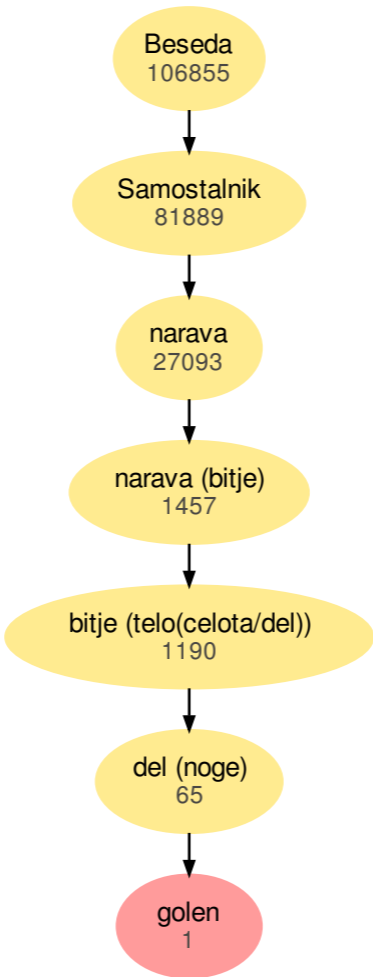 Beseda
106855
Samostalnik
81889
narava
27093
narava (bitje)
1457
bitje (telo(celota/del))
1190
del (noge)
65
golen
1